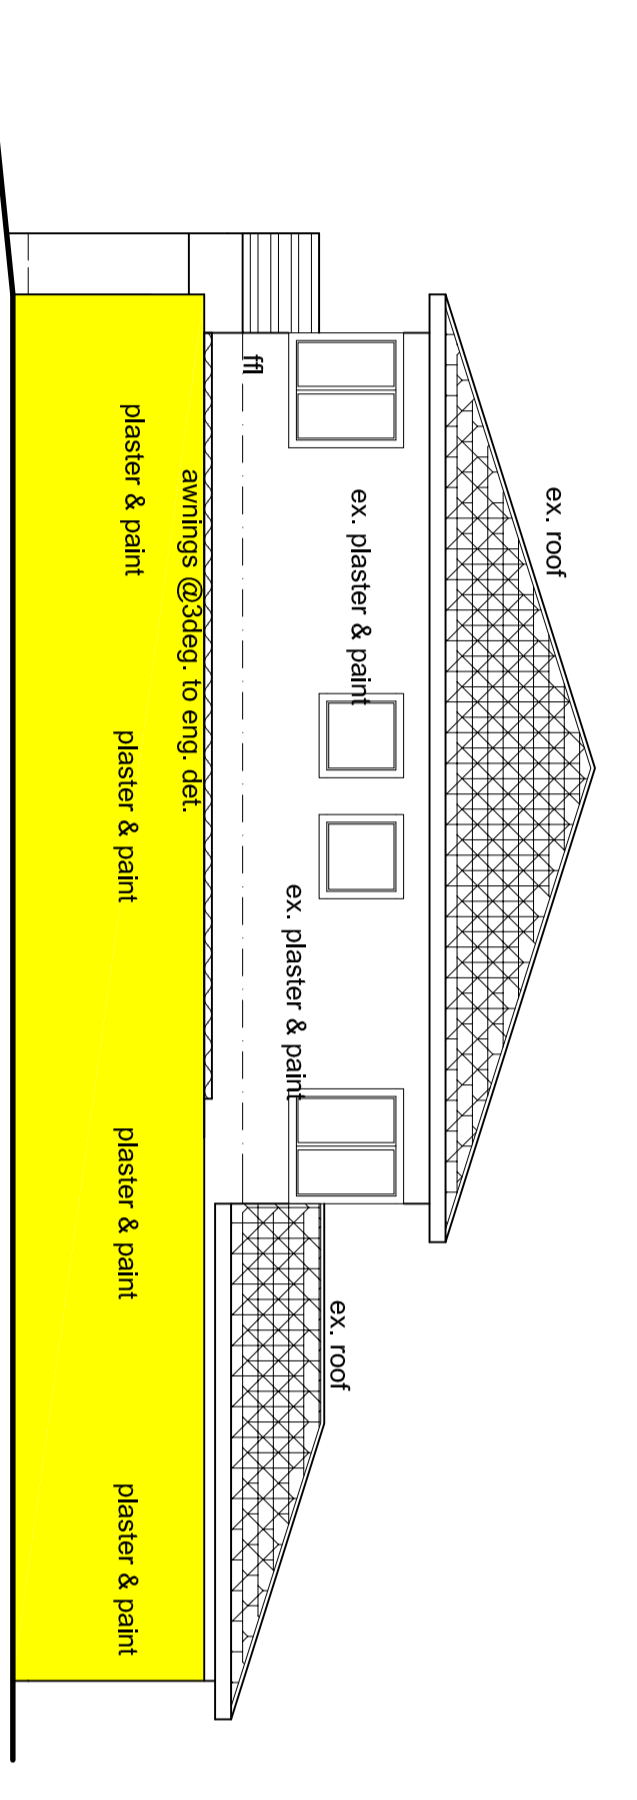 ex. roof
ex. plaster & paint
ex. plaster & paint
ex. roof
ffl
awnings @3deg. to eng. det.
plaster & paint
plaster & paint
plaster & paint
plaster & paint